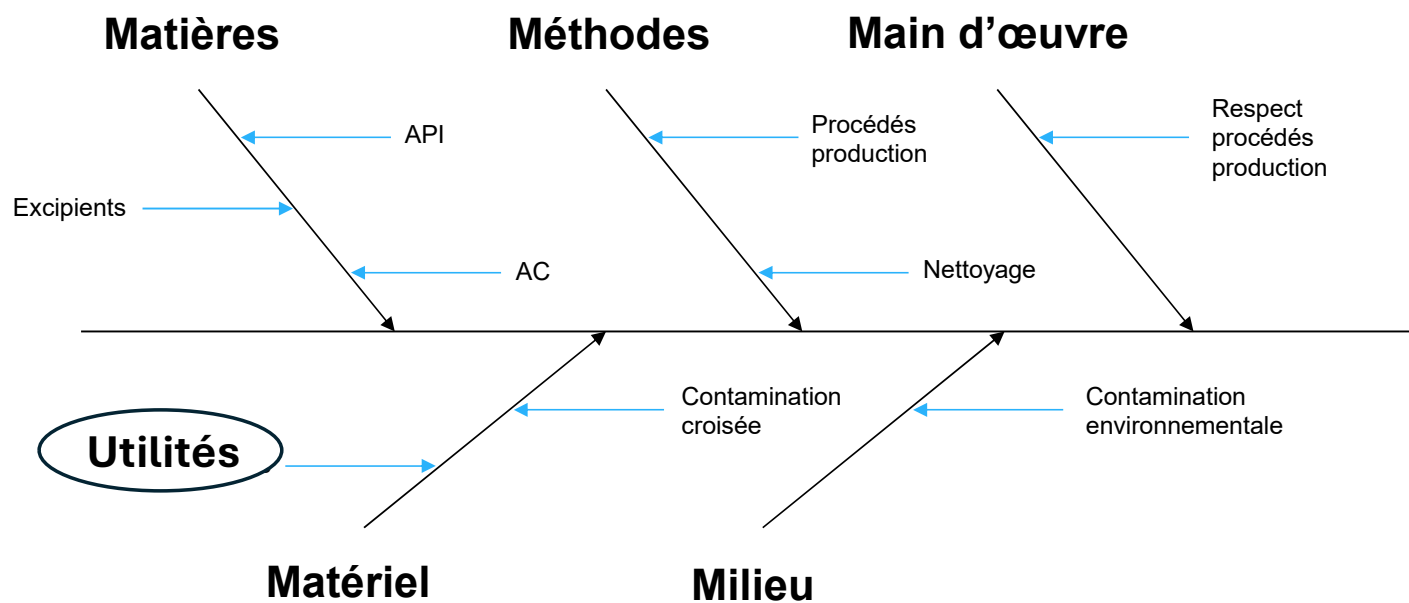 Matières
Méthodes
Main d’œuvre
API
Procédés
production
Respect
procédés
production
Excipients
AC
Nettoyage
Contamination
croisée
Contamination
environnementale
Utilités
Matériel
Milieu